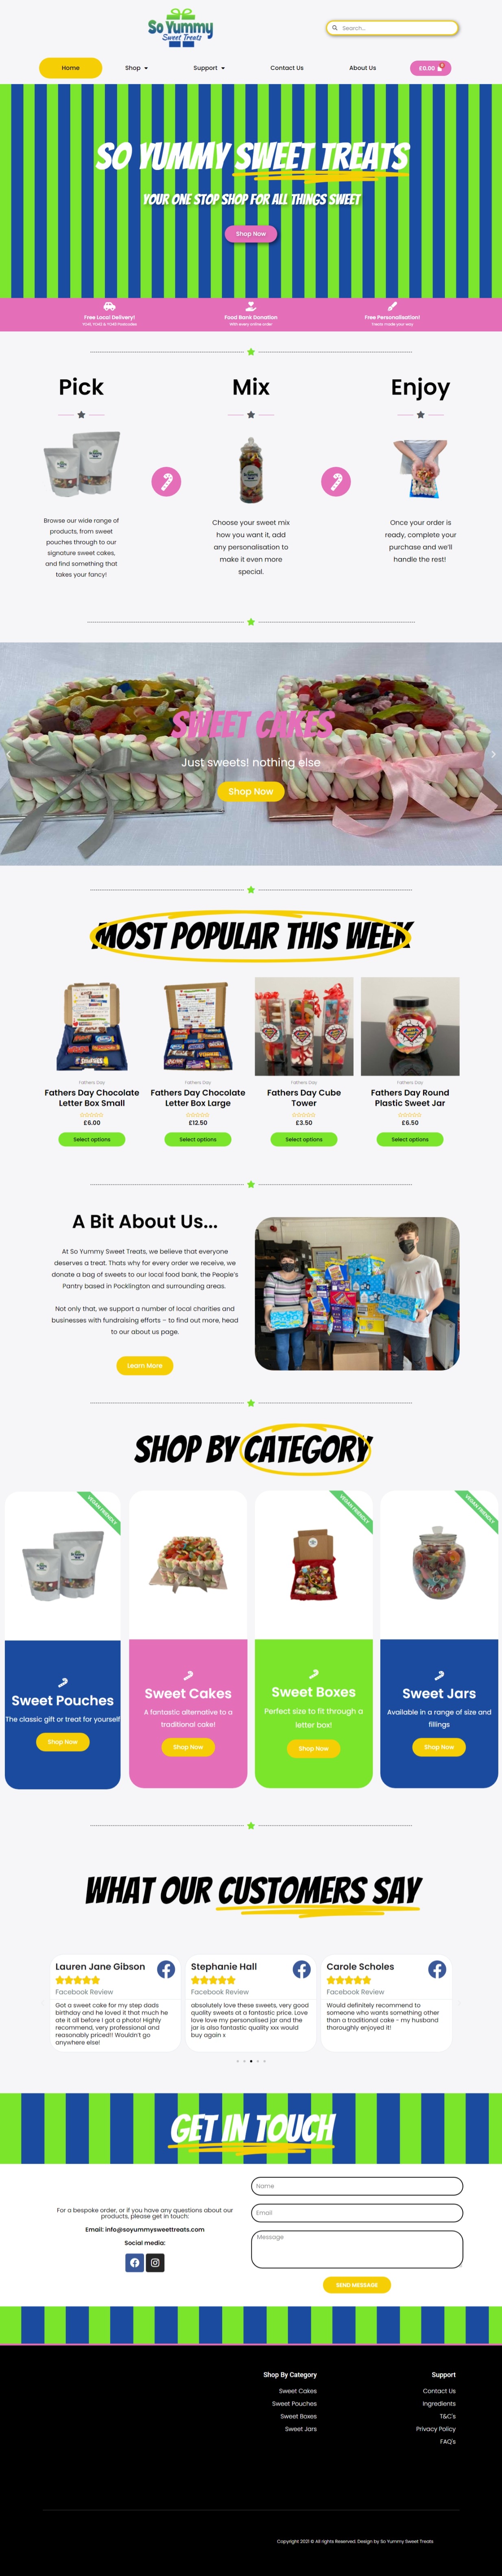 So Yummy
Sweet Treats
Search...
Home
Shop
Support
Contact Us
About Us
£0.00
SO YUMMY SWEET TREATS
YOUR ONE STOP SHOP FOR ALL THINGS SWEET
Shop Now
Free Local Delivery!
Food Bank Donation
With every online order
Free Personalisation!
Treats made your way
Pick
Mix
Enjoy
Browse our wide range of
products, from sweet
pouches through to our
signature sweet cakes,
and find something that
takes your fancy!
Choose your sweet mix
how you want it, add
any personalisation to
make it even more
special.
Once your order is
ready, complete your
purchase and we'll
handle the rest!
SWEET CAKES
Just sweets! nothing else
Shop Now
MOST POPULAR THIS WEEK
Fathers Day
Fathers Day Chocolate
Letter Box Small
£6.00
Select options
Fathers Day
Fathers Day Chocolate
Letter Box Large
£12.50
Select options
Fathers Day
Fathers Day Cube
Tower
£3.50
Select options
Fathers Day
Fathers Day Round
Plastic Sweet Jar
£6.50
Select options
A Bit About Us...
At So Yummy Sweet Treats, we believe that everyone
deserves a treat. Thats why for every order we receive, we
donate a bag of sweets to our local food bank, the People's
Pantry based in Pocklington and surrounding areas.
Not only that, we support a number of local charities and
businesses with fundraising efforts - to find out more, head
to our about us page.
Learn More
SHOP BY CATEGORY
VEGAN FRIENDLY
Sweet Pouches
The classic gift or treat for yourself
Shop Now
Sweet Cakes
A fantastic alternative to a
traditional cake!
Shop Now
VEGAN FRIENDLY
Sweet Boxes
Perfect size to fit through a
letter box!
Shop Now
VEGAN FRIENDLY
Sweet Jars
Available in a range of size and
fillings
Shop Now
WHAT OUR CUSTOMERS SAY
Lauren Jane Gibson
Facebook Review
Got a sweet cake for my step dads
birthday and he loved it that much he
ate it all before I got a photo! Highly
recommend, very professional and
reasonably priced!! Wouldn't go
anywhere else!
Stephanie Hall
Facebook Review
absolutely love these sweets, very good
quality sweets at a fantastic price. Love
love love my personalised jar and the
jar is also fantastic quality xxx would
buy again x
Carole Scholes
Facebook Review
Would definitely recommend to
someone who wants something other
than a traditional cake - my husband
thoroughly enjoyed it!
GET IN TOUCH
For a bespoke order, or if you have any questions about our
products, please get in touch:
Email: info@soyummysweettreats.com
Social media:
Name
Email
Message
SEND MESSAGE
Shop By Category
Sweet Cakes
Sweet Pouches
Sweet Boxes
Sweet Jars
Support
Contact Us
Ingredients
T&C's
Privacy Policy
FAQ's
Copyright 2021 © All rights Reserved. Design by So Yummy Sweet Treats